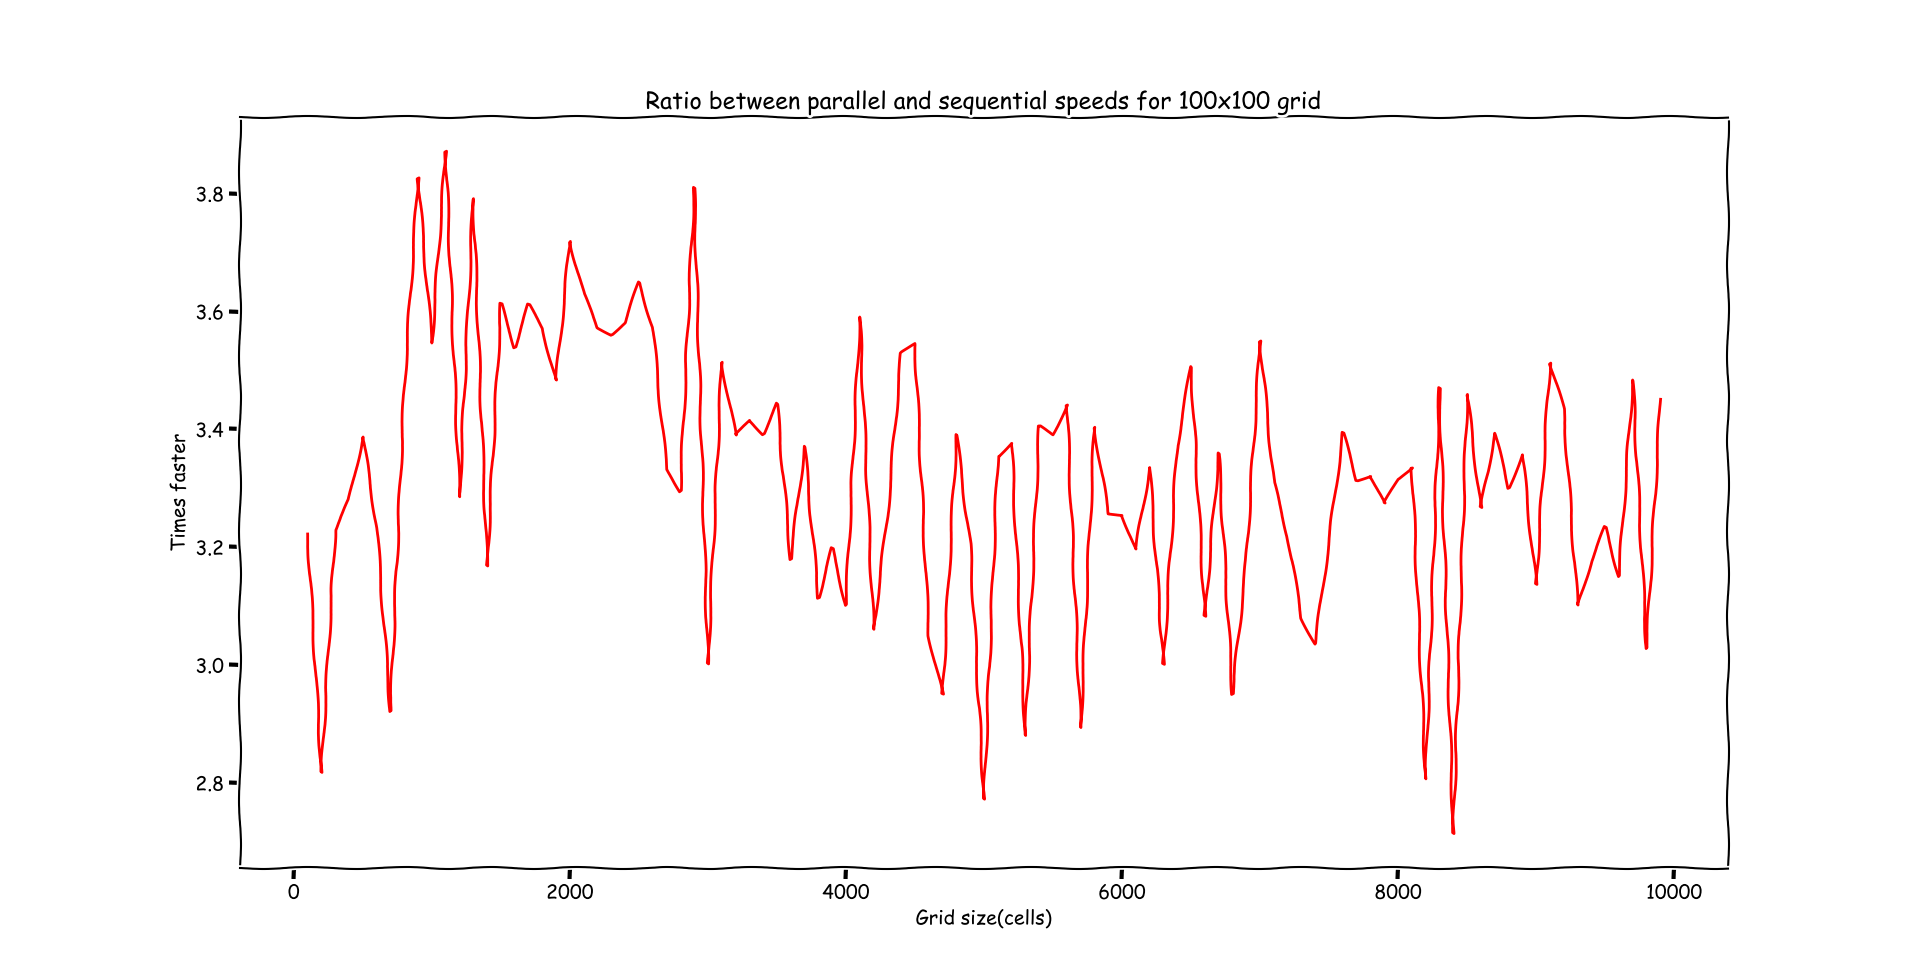 Ratio between parallel and sequential speeds for 100x100 grid
3.8
3.6
3.4
3.2
3.0
2.8
Times faster
0 2000 4000 6000 8000 10000
Grid size(cells)